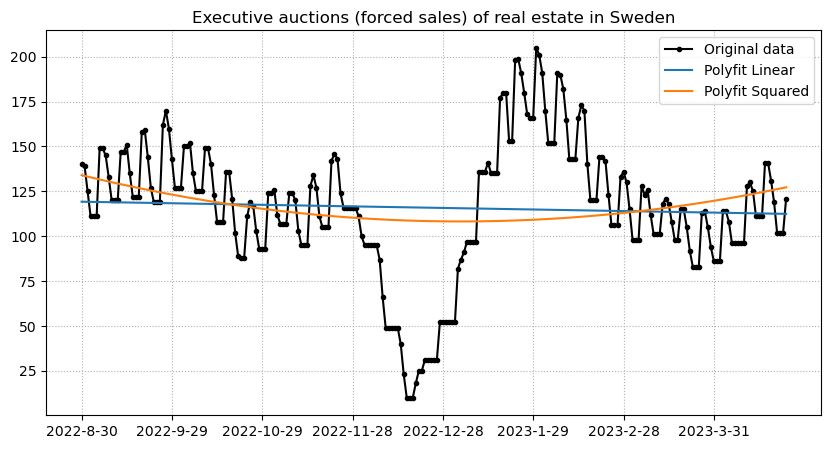 Executive auctions (forced sales) of real estate in Sweden
Original data
Polyfit Linear
Polyfit Squared
200
175
150
125
100
75
50
25
2022-8-30 2022-9-29 2022-10-29 2022-11-28 2022-12-28 2023-1-29 2023-2-28 2023-3-31